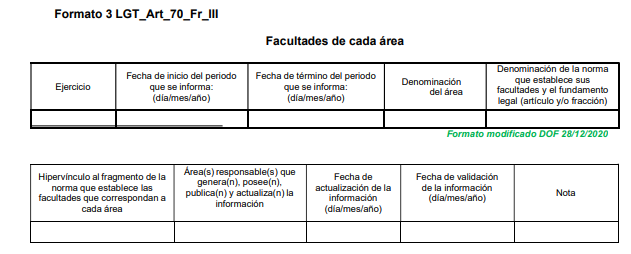 Formato 3 LGT_Art_70_Fr_III
Facultades de cada área
Ejercicio
Fecha de inicio del periodo
que se informa:
(día/mes/año)
Fecha de término del periodo
que se informa:
(día/mes/año)
Denominación
del área
Denominación de la norma
que establece sus
facultades y el fundamento
legal (artículo y/o fracción)
Formato modificado DOF 28/12/2020
Hipervínculo al fragmento de la
norma que establece las
facultades que correspondan a
cada área
Área(s) responsable(s) que
genera(n), posee(n),
publica(n) y actualiza(n) la
información
Fecha de
actualización de la
información
(día/mes/año)
Fecha de validación
de la información
(día/mes/año)
Nota